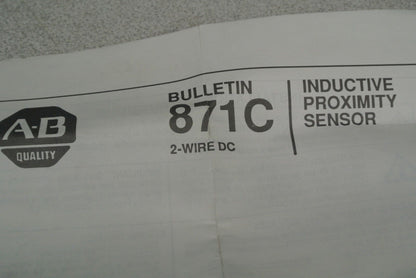 A-B
QUALITY
BULLETIN
871C
2-WIRE DC
INDUCTIVE
PROXIMITY
SENSOR